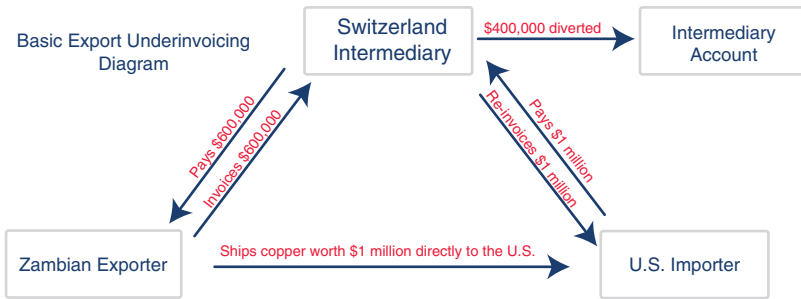 Basic Export Underinvoicing
Diagram
Switzerland
Intermediary
$400,000 diverted
Intermediary
Account
Pays $600,000
Invoices $600,000
Re-invoices $1 million
Pays $1 million
Zambian Exporter
Ships copper worth $1 million directly to the U.S.
U.S. Importer